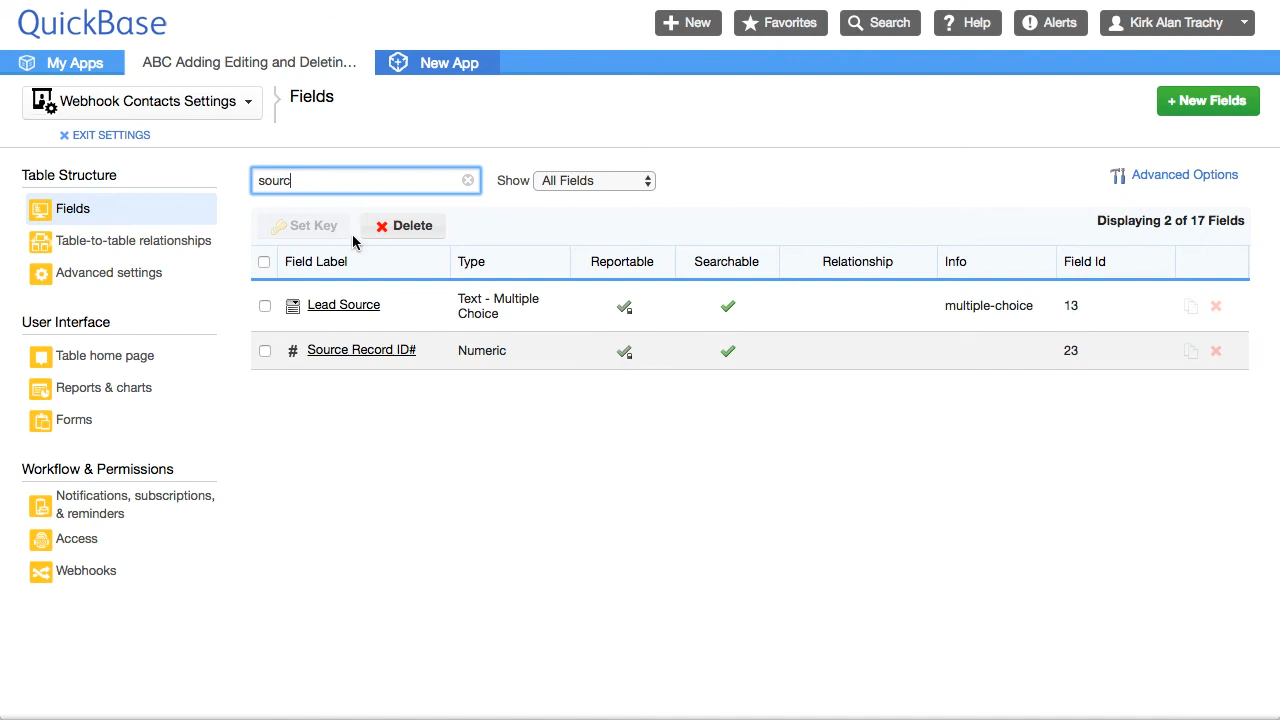 QuickBase
New
Favorites
Search
Help
Alerts
Kirk Alan Trachy
My Apps
ABC Adding Editing and Deletin...
New App
Webhook Contacts Settings
Fields
+ New Fields
EXIT SETTINGS
Table Structure
Fields
Table-to-table relationships
Advanced settings
User Interface
Table home page
Reports & charts
Forms
Workflow & Permissions
Notifications, subscriptions,
& reminders
Access
Webhooks
sourc
Show
All Fields
Advanced Options
Set Key
Delete
Displaying 2 of 17 Fields
Field Label Type Reportable Searchable Relationship Info Field Id
Lead Source Text - Multiple Choice multiple-choice 13
# Source Record ID# Numeric 23